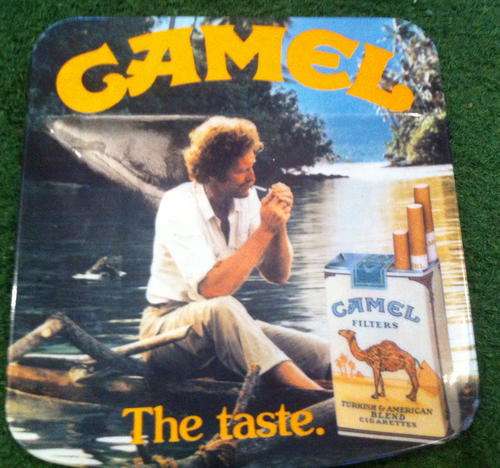 CAMEL
CAMEL
FILTERS
TURKISH & AMERICAN
BLEND
CIGARETTES
The taste.